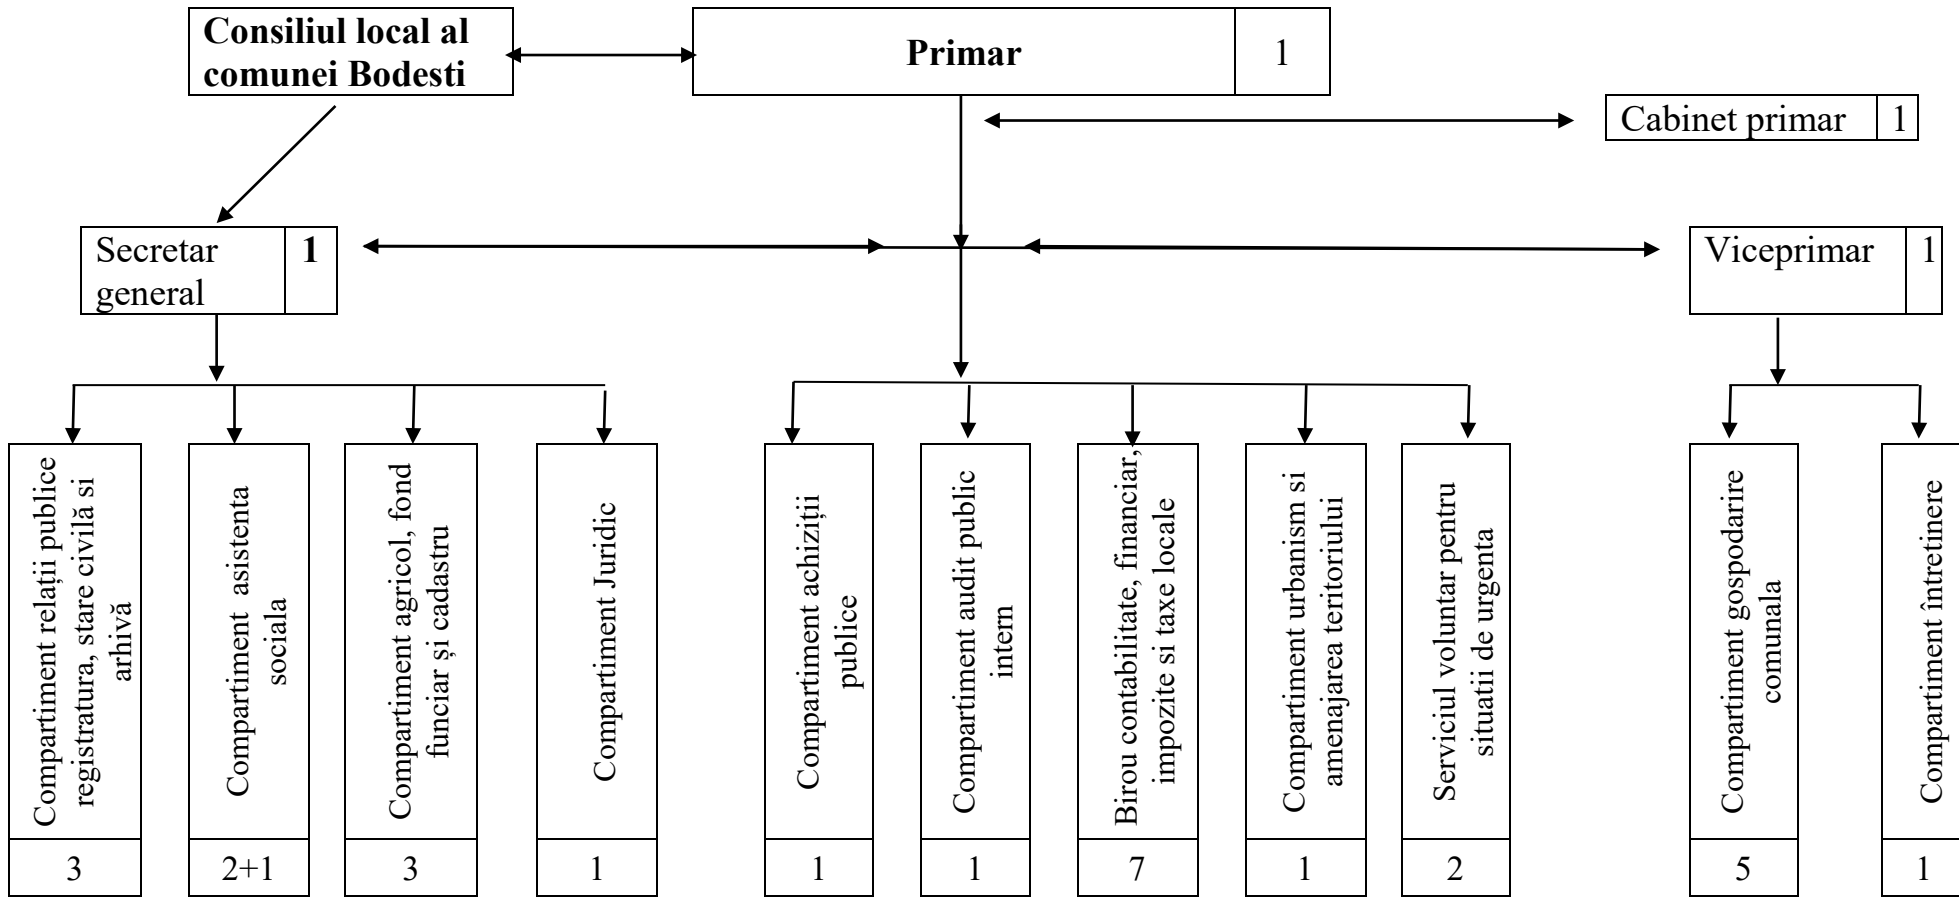 Consiliul local al
comunei Bodesti
Primar
1
Cabinet primar
1
Secretar
general
1
Viceprimar
1
Compartiment relații publice
registratura, stare civilă si
arhivă
3
Compartiment asistenta
sociala
2+1
Compartiment agricol, fond
funciar și cadastru
3
Compartiment Juridic
1
Compartiment achiziții
publice
1
Compartiment audit public
intern
1
Birou contabilitate, financiar,
impozite si taxe locale
7
Compartiment urbanism si
amenajarea teritoriului
1
Serviciul voluntar pentru
situatii de urgenta
2
Compartiment gospodarire
comunala
5
Compartiment întretinere
1